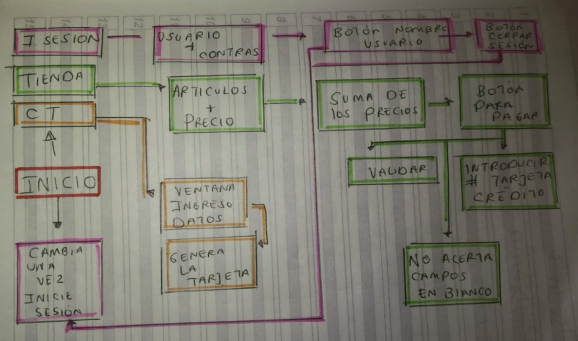 I SESION
USUARIO
+
CONTRAS
BOTON NOMBRE
USUARIO
BOTON
CERRAR
SESION
TIENDA
ARTICULOS
+
PRECIO
SUMA DE
LOS PRECIOS
BOTON
PARA
PAGAR
CT
INICIO
VENTANA
INGRESO
DATOS
VALIDAR
INTRODUCIR
# TARJETA
CREDITO
CAMBIA
UNA
VEZ
INICIE
SESION
GENERA
LA
TARJETA
NO ACERTA
CAMPOS
EN BIANCO